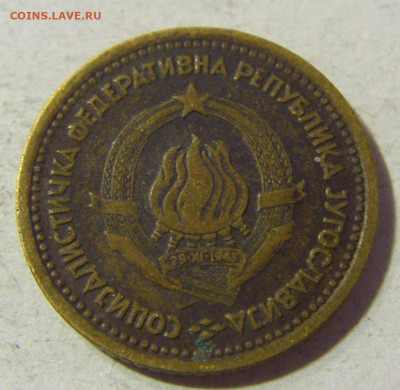 COINS.LAVE.RU
СОЦИЈАЛИСТИЧКА ФЕДЕРАТИВНА РЕПУБЛИКА ЈУГОСЛАВИЈА
29·XI·1943